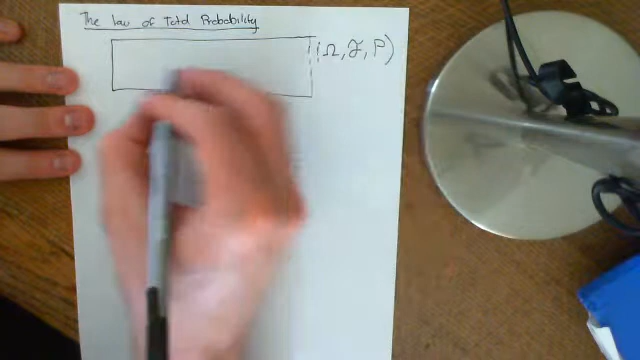 The Law of Total Probability
(Ω, 𝓕, P)